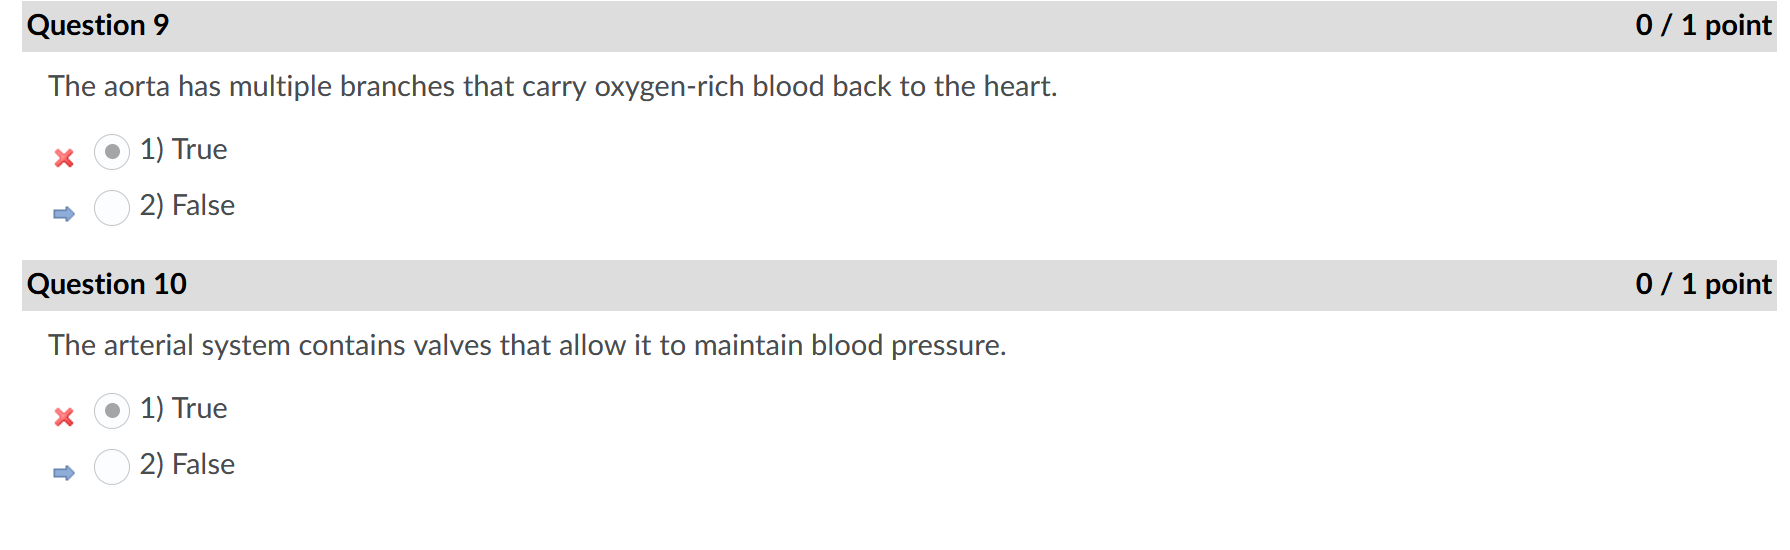 Question 9 0 / 1 point
The aorta has multiple branches that carry oxygen-rich blood back to the heart.
1) True
2) False
Question 10 0 / 1 point
The arterial system contains valves that allow it to maintain blood pressure.
1) True
2) False